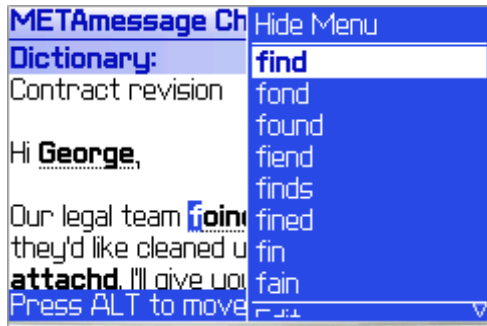 METAmessage Ch
Dictionary:
Contract revision
Hi George,
Our legal team foin
they'd like cleaned u
attachd. I'll give you
Press ALT to move
Hide Menu
find
fond
found
fiend
finds
fined
fin
fain